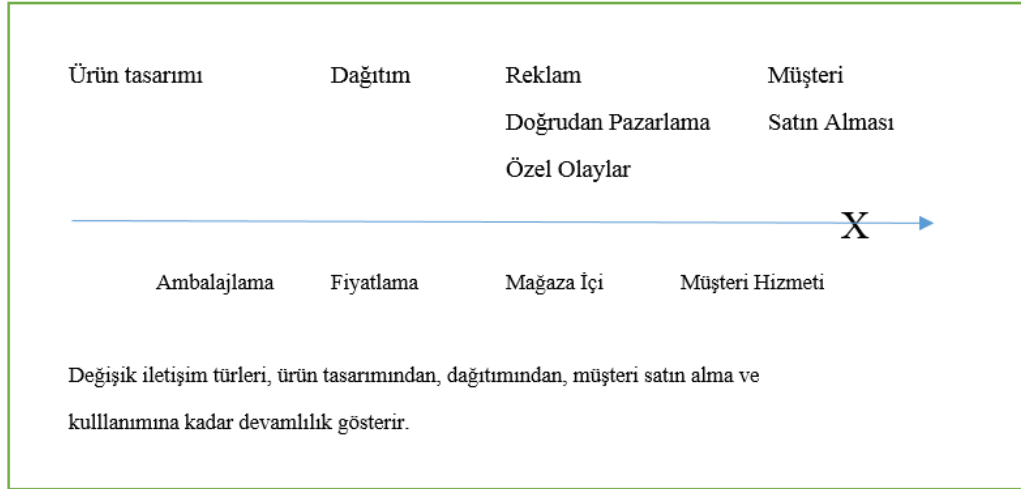 Ürün tasarımı Dağıtım Reklam Müşteri
Doğrudan Pazarlama Satın Alması
Özel Olaylar
X
Ambalajlama Fiyatlama Mağaza İçi Müşteri Hizmeti
Değişik iletişim türleri, ürün tasarımından, dağıtımından, müşteri satın alma ve
kulllanımına kadar devamlılık gösterir.